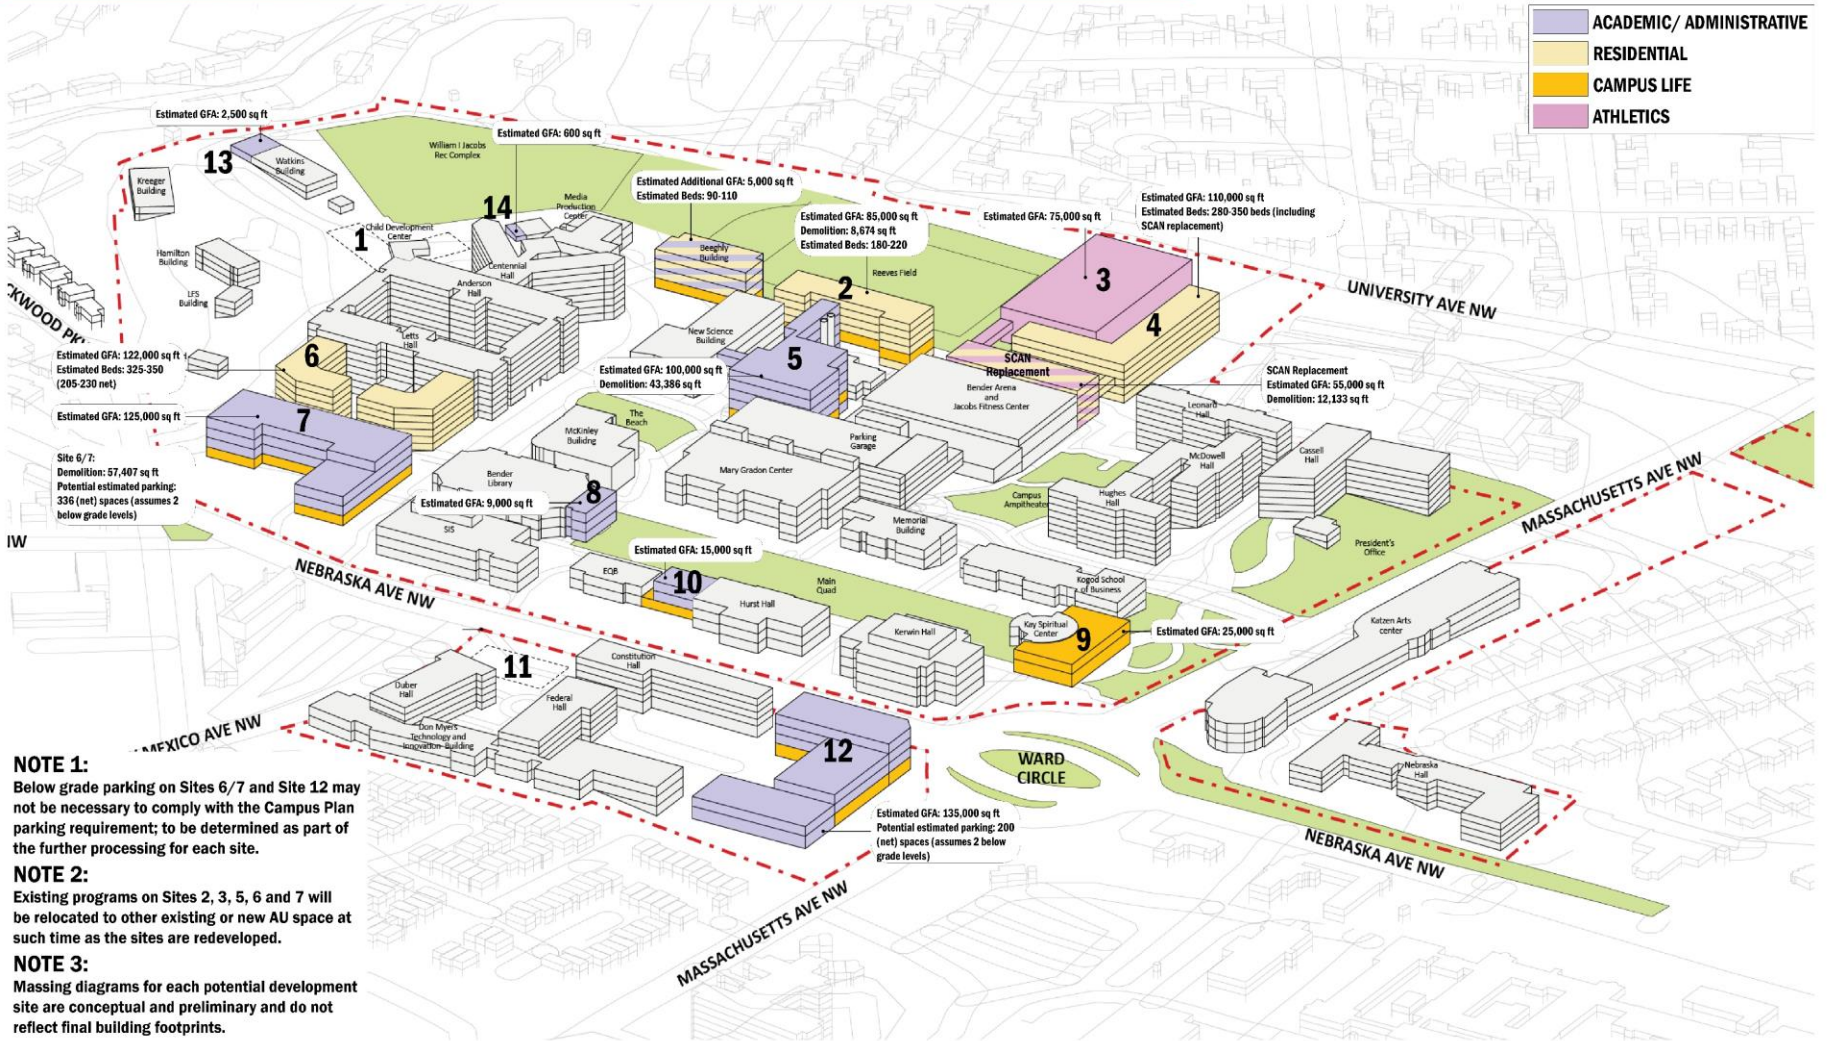 ACADEMIC/ ADMINISTRATIVE
RESIDENTIAL
CAMPUS LIFE
ATHLETICS
Estimated GFA: 2,500 sq ft
13
Watkins
Building
Kreeger
Building
William I Jacobs
Rec Complex
Estimated GFA: 600 sq ft
14
Media
Production
Center
1
Child Development
Center
Centennial
Hall
Hamilton
Building
LFS
Building
Anderson
Hall
Letts
Hall
Estimated Additional GFA: 5,000 sq ft
Estimated Beds: 90-110
Beeghly
Building
Estimated GFA: 85,000 sq ft
Demolition: 8,674 sq ft
Estimated Beds: 180-220
2
Reeves Field
Estimated GFA: 75,000 sq ft
3
Estimated GFA: 110,000 sq ft
Estimated Beds: 280-350 beds (including
SCAN replacement)
4
UNIVERSITY AVE NW
CKWOOD PK
Estimated GFA: 122,000 sq ft
Estimated Beds: 325-350
(205-230 net)
6
Estimated GFA: 125,000 sq ft
7
Site 6/7:
Demolition: 57,407 sq ft
Potential estimated parking:
336 (net) spaces (assumes 2
below grade levels)
New Science
Building
Estimated GFA: 100,000 sq ft
Demolition: 43,386 sq ft
5
SCAN
Replacement
SCAN Replacement
Estimated GFA: 55,000 sq ft
Demolition: 12,133 sq ft
Bender Arena
and
Jacobs Fitness Center
Leonard
Hall
The
Beach
McKinley
Building
Parking
Garage
Mary Gradon Center
McDowell
Hall
Cassell
Hall
Bender
Library
Estimated GFA: 9,000 sq ft
8
SIS
Campus
Ampitheater
Hughes
Hall
Memorial
Building
President's
Office
MASSACHUSETTS AVE NW
IW
NEBRASKA AVE NW
Estimated GFA: 15,000 sq ft
EQB
10
Hurst Hall
Main
Quad
Kogod School
of Business
Kay Spiritual
Center
9
Estimated GFA: 25,000 sq ft
Kerwin Hall
Katzen Arts
center
11
Constitution
Hall
Duber
Hall
Federal
Hall
Don Myers
Technology and
Innovation Building
12
WARD
CIRCLE
Nebraska
Hall
Estimated GFA: 135,000 sq ft
Potential estimated parking: 200
(net) spaces (assumes 2 below
grade levels)
NEBRASKA AVE NW
MEXICO AVE NW
MASSACHUSETTS AVE NW
NOTE 1:
Below grade parking on Sites 6/7 and Site 12 may
not be necessary to comply with the Campus Plan
parking requirement; to be determined as part of
the further processing for each site.
NOTE 2:
Existing programs on Sites 2, 3, 5, 6 and 7 will
be relocated to other existing or new AU space at
such time as the sites are redeveloped.
NOTE 3:
Massing diagrams for each potential development
site are conceptual and preliminary and do not
reflect final building footprints.